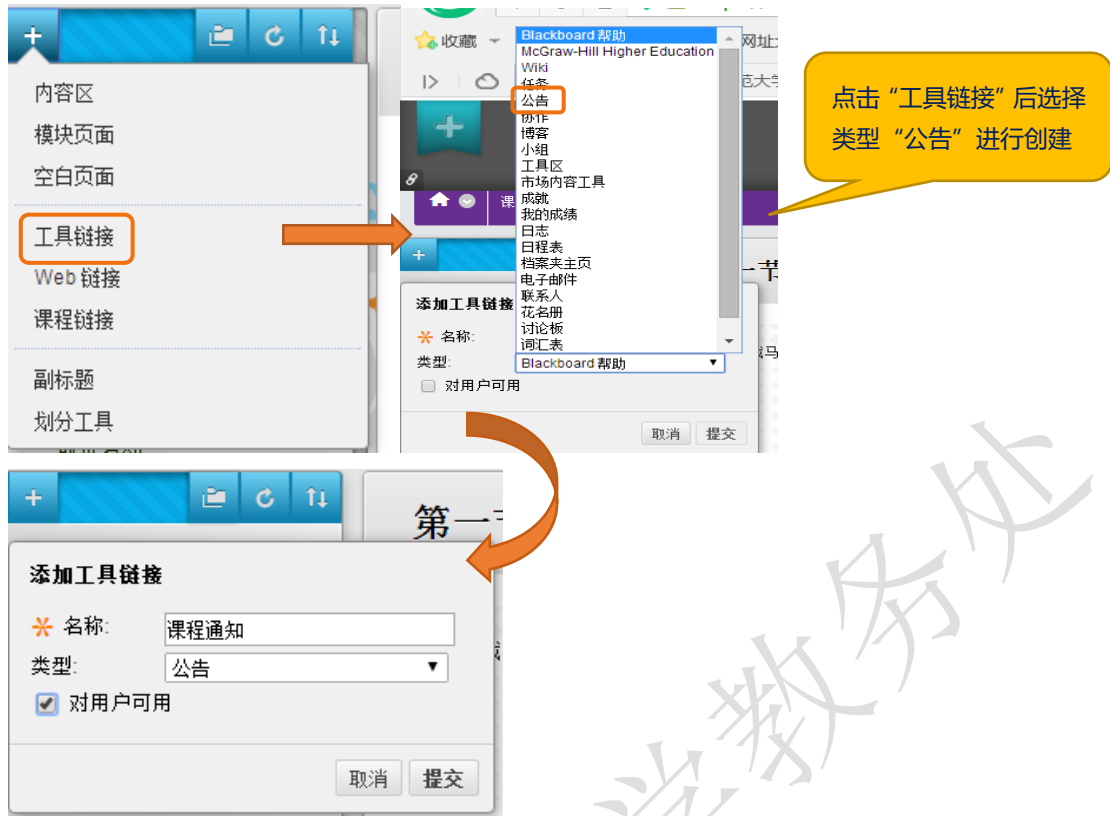 +
内容区
模块页面
空白页面
工具链接
Web 链接
课程链接
副标题
划分工具
收藏
网址
Blackboard 帮助
McGraw-Hill Higher Education
Wiki
任务
公告
协作
博客
小组
工具区
市场内容工具
成就
我的成绩
日志
日程表
档案夹主页
电子邮件
联系人
花名册
讨论板
词汇表
范大学
课
添加工具链接
名称:
类型:
Blackboard 帮助
对用户可用
取消 提交
点击“工具链接”后选择
类型“公告”进行创建
+
第一
添加工具链接
名称: 课程通知
类型: 公告
对用户可用
取消 提交
学教务处